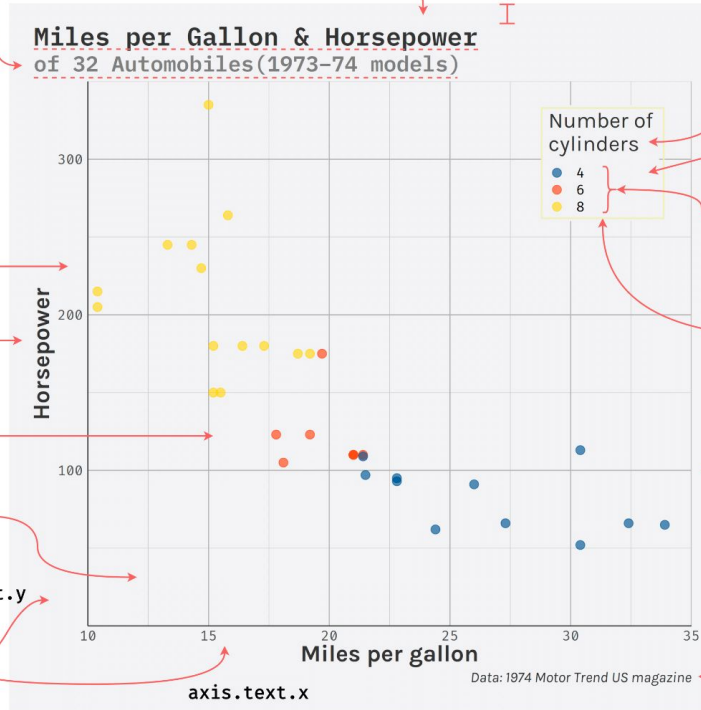 Miles per Gallon & Horsepower
of 32 Automobiles(1973–74 models)
Number of
cylinders
4
6
8
300
200
100
Horsepower
t.y
10 15 20 25 30 35
Miles per gallon
Data: 1974 Motor Trend US magazine
axis.text.x